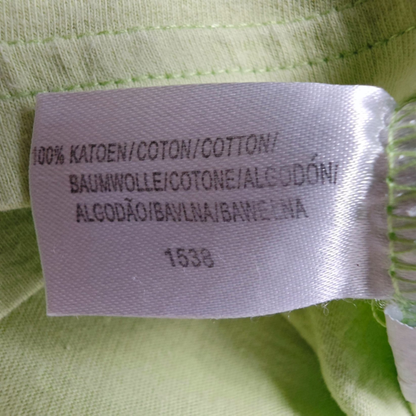 100% KATOEN/COTON/COTTON/
BAUMWOLLE/COTONE/ALGODÓN/
ALGODÃO/BAVLNA/BAWEŁNA
1538